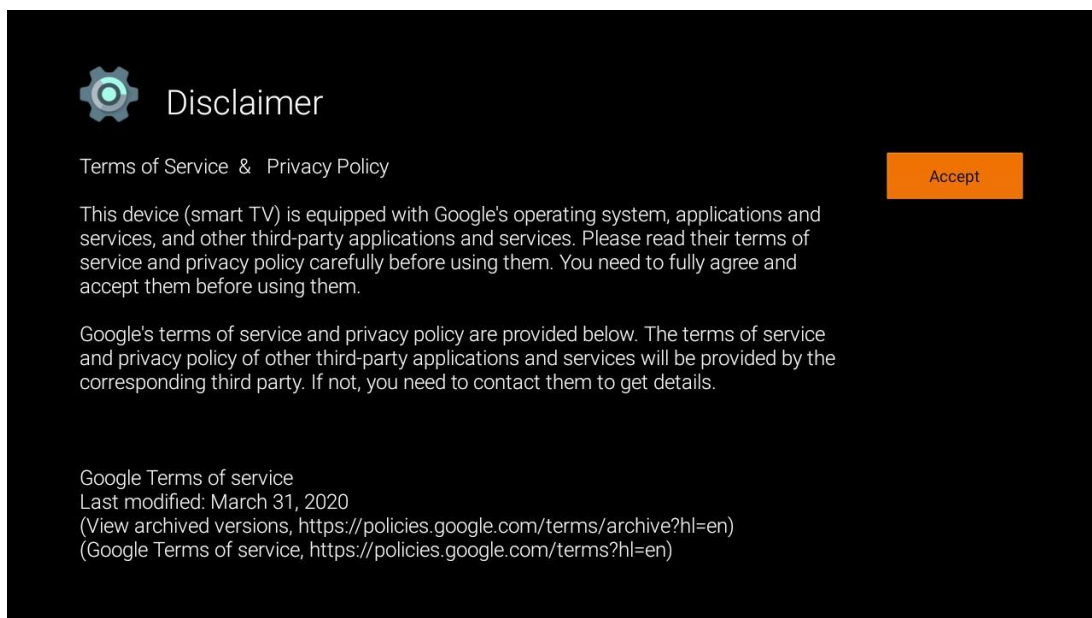 Disclaimer
Terms of Service & Privacy Policy
Accept
This device (smart TV) is equipped with Google's operating system, applications and
services, and other third-party applications and services. Please read their terms of
service and privacy policy carefully before using them. You need to fully agree and
accept them before using them.
Google's terms of service and privacy policy are provided below. The terms of service
and privacy policy of other third-party applications and services will be provided by the
corresponding third party. If not, you need to contact them to get details.
Google Terms of service
Last modified: March 31, 2020
(View archived versions, https://policies.google.com/terms/archive?hl=en)
(Google Terms of service, https://policies.google.com/terms?hl=en)